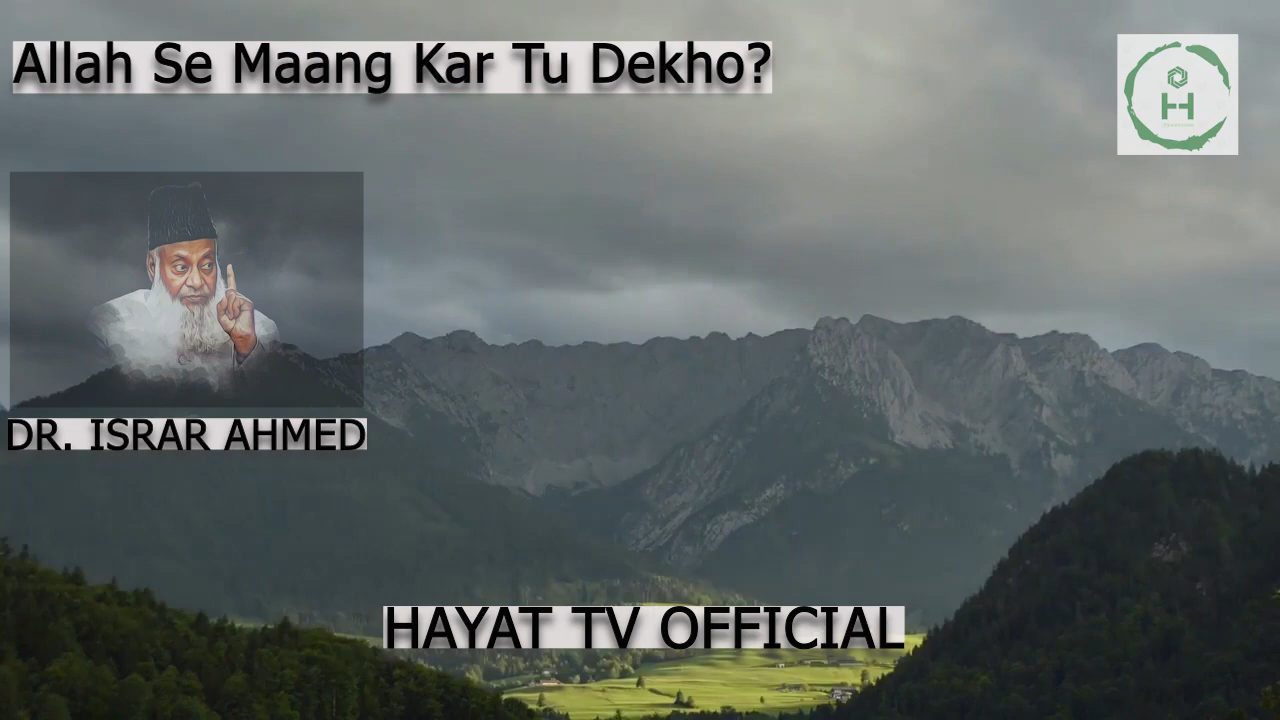 Allah Se Maang Kar Tu Dekho?
H
DR. ISRAR AHMED
HAYAT TV OFFICIAL